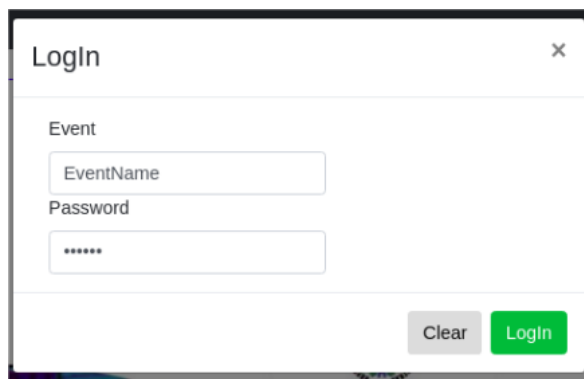 LogIn ×
Event
EventName
Password
••••••
Clear LogIn